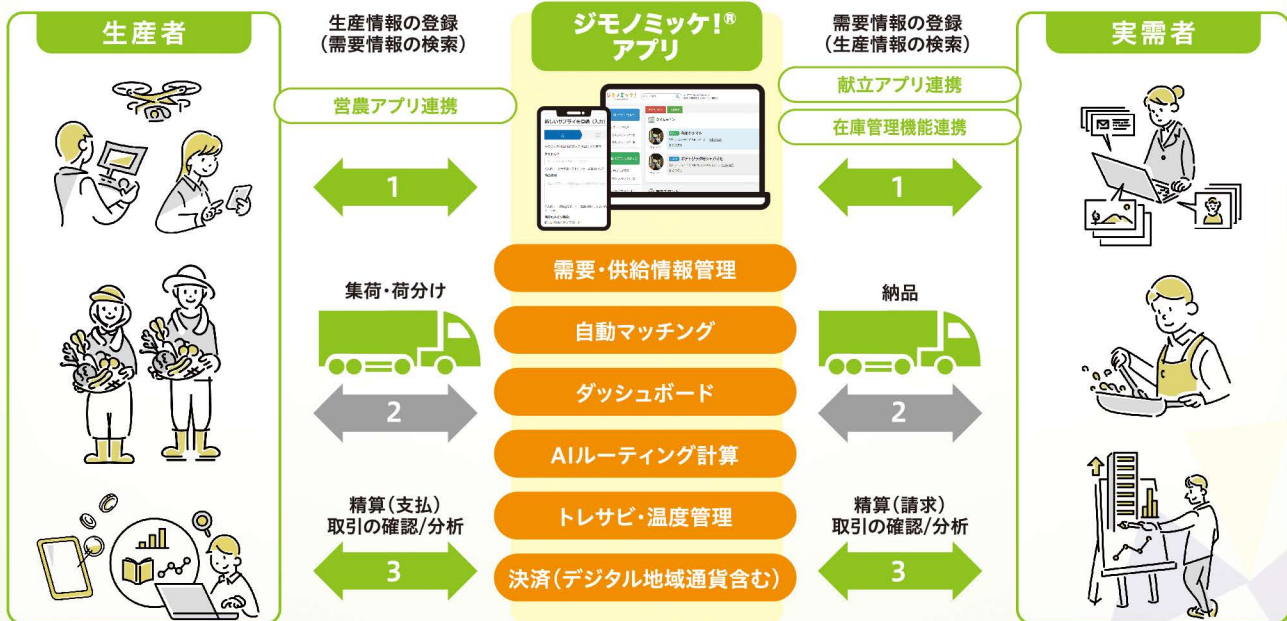 生産者
生産情報の登録
(需要情報の検索)
ジモノミッケ!®
アプリ
需要情報の登録
(生産情報の検索)
実需者
営農アプリ連携
献立アプリ連携
在庫管理機能連携
1
1
需要・供給情報管理
集荷・荷分け
納品
自動マッチング
ダッシュボード
2
2
AIルーティング計算
精算(支払)
取引の確認/分析
トレサビ・温度管理
精算(請求)
取引の確認/分析
3
決済(デジタル地域通貨含む)
3